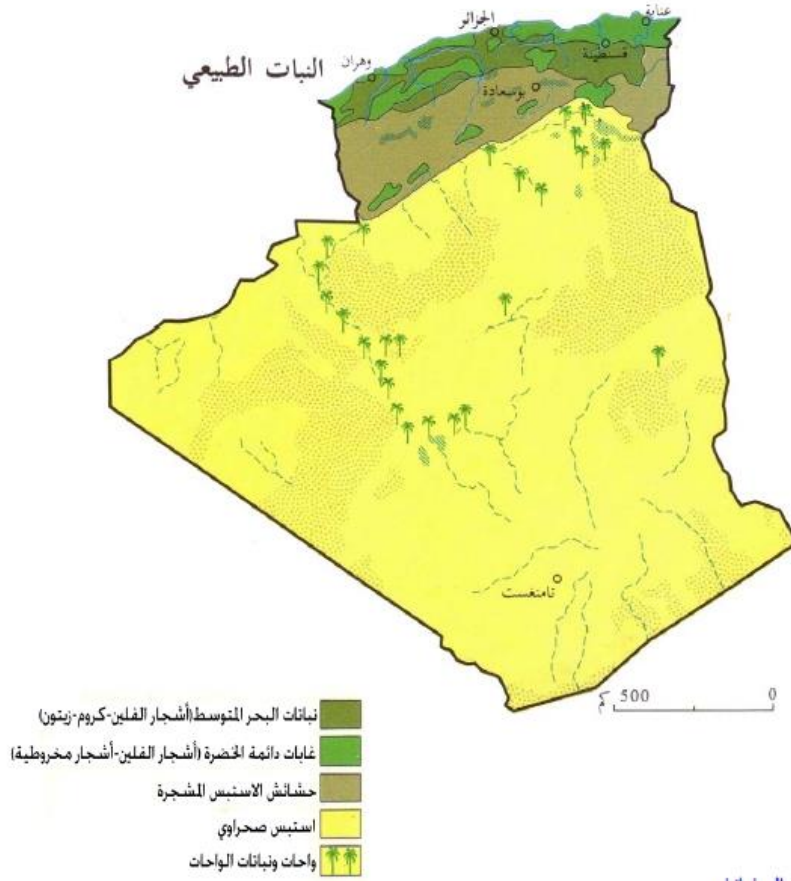 النبات الطبيعي
عنابة
الجزائر
قسنطينة
وهران
بوسعادة
تامنغست
0 500 كم
نباتات البحر المتوسط(أشجار الفلين-كروم-زيتون)
غابات دائمة الخضرة (أشجار الفلين-أشجار مخروطية)
حشائش الاستبس المشجرة
استبس صحراوي
واحات ونباتات الواحات